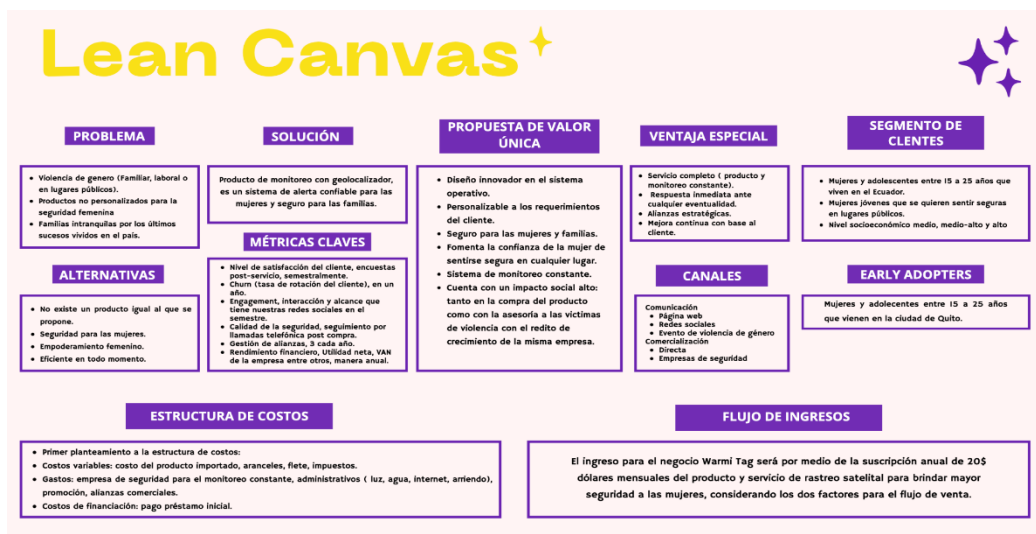 Lean Canvas
PROBLEMA
• Violencia de genero (Familiar, laboral o
en lugares públicos).
• Productos no personalizados para la
seguridad femenina
• Familias intranquilas por los últimos
sucesos vividos en el país.
ALTERNATIVAS
• No existe un producto igual al que se
propone.
• Seguridad para las mujeres.
• Empoderamiento femenino.
• Eficiente en todo momento.
SOLUCIÓN
Producto de monitoreo con geolocalizador,
es un sistema de alerta confiable para las
mujeres y seguro para las familias.
MÉTRICAS CLAVES
• Nivel de satisfacción del cliente, encuestas
post-servicio, semestralmente.
• Churn (tasa de rotación del cliente), en un
año.
• Engagement, interacción y alcance que
tiene nuestras redes sociales en el
semestre.
• Calidad de la seguridad, seguimiento por
llamadas telefónica post compra.
• Gestión de alianzas, 3 cada año.
• Rendimiento financiero, Utilidad neta, VAN
de la empresa entre otros, manera anual.
PROPUESTA DE VALOR
ÚNICA
• Diseño innovador en el sistema
operativo.
• Personalizable a los requerimientos
del cliente.
• Seguro para las mujeres y familias.
• Fomenta la confianza de la mujer de
sentirse segura en cualquier lugar.
• Sistema de monitoreo constante.
• Cuenta con un impacto social alto:
tanto en la compra del producto
como con la asesoría a las víctimas
de violencia con el redito de
crecimiento de la misma empresa.
VENTAJA ESPECIAL
• Servicio completo ( producto y
monitoreo constante).
• Respuesta inmediata ante
cualquier eventualidad.
• Alianzas estratégicas.
• Mejora continua con base al
cliente.
CANALES
Comunicación
• Página web
• Redes sociales
• Evento de violencia de género
Comercialización
• Directa
• Empresas de seguridad
SEGMENTO DE
CLIENTES
• Mujeres y adolescentes entre 15 a 25 años que
viven en el Ecuador.
• Mujeres jóvenes que se quieren sentir seguras
en lugares públicos.
• Nivel socioeconómico medio, medio-alto y alto
EARLY ADOPTERS
Mujeres y adolescentes entre 15 a 25 años
que vienen en la ciudad de Quito.
ESTRUCTURA DE COSTOS
• Primer planteamiento a la estructura de costos:
• Costos variables: costo del producto importado, aranceles, flete, impuestos.
• Gastos: empresa de seguridad para el monitoreo constante, administrativos ( luz, agua, internet, arriendo),
promoción, alianzas comerciales.
• Costos de financiación: pago préstamo inicial.
FLUJO DE INGRESOS
El ingreso para el negocio Warmi Tag será por medio de la suscripción anual de 20$
dólares mensuales del producto y servicio de rastreo satelital para brindar mayor
seguridad a las mujeres, considerando los dos factores para el flujo de venta.